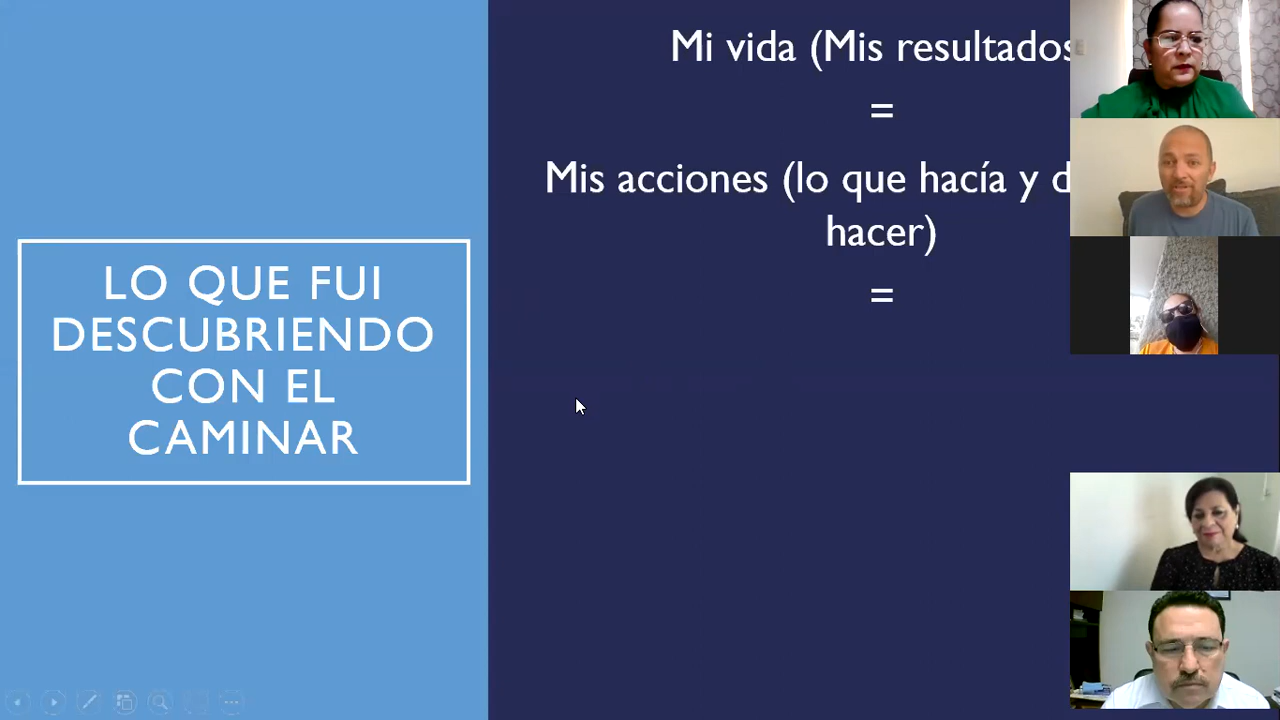 LO QUE FUI
DESCUBRIENDO
CON EL
CAMINAR
Mi vida (Mis resultados
=
Mis acciones (lo que hacía y
hacer)
=